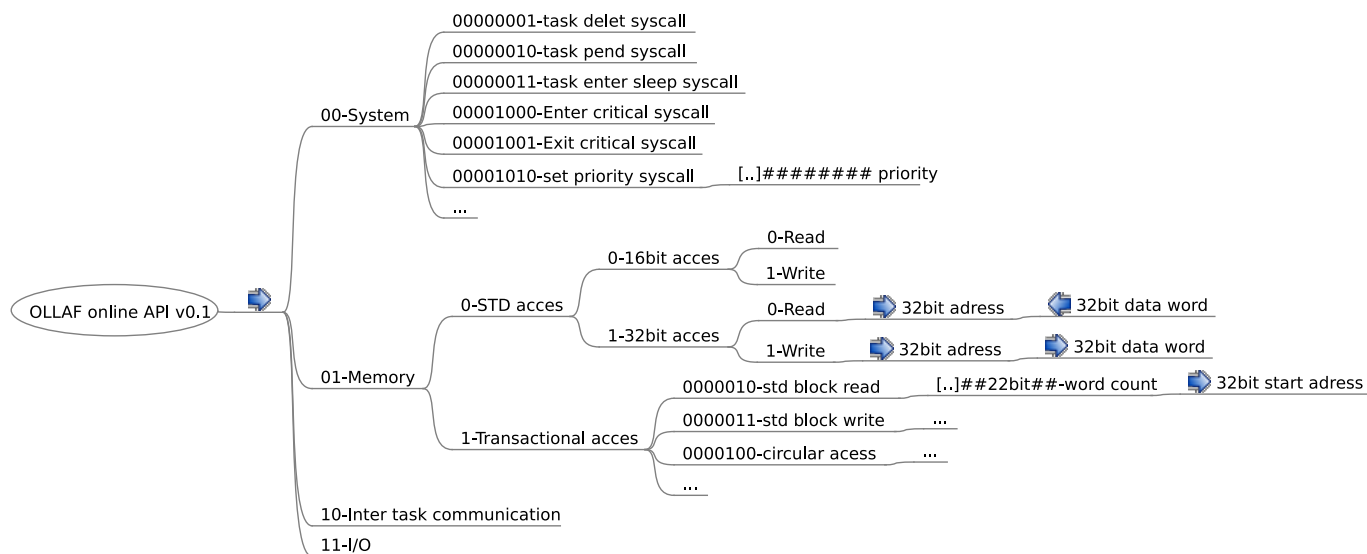 OLLAF online API v0.1
00-System
00000001-task delet syscall
00000010-task pend syscall
00000011-task enter sleep syscall
00001000-Enter critical syscall
00001001-Exit critical syscall
00001010-set priority syscall
[..]######## priority
...
01-Memory
0-STD acces
0-16bit acces
0-Read
1-Write
1-32bit acces
0-Read
32bit adress
32bit data word
1-Write
32bit adress
32bit data word
1-Transactional acces
0000010-std block read
[..]##22bit##-word count
32bit start adress
0000011-std block write
...
0000100-circular acess
...
...
10-Inter task communication
11-I/O